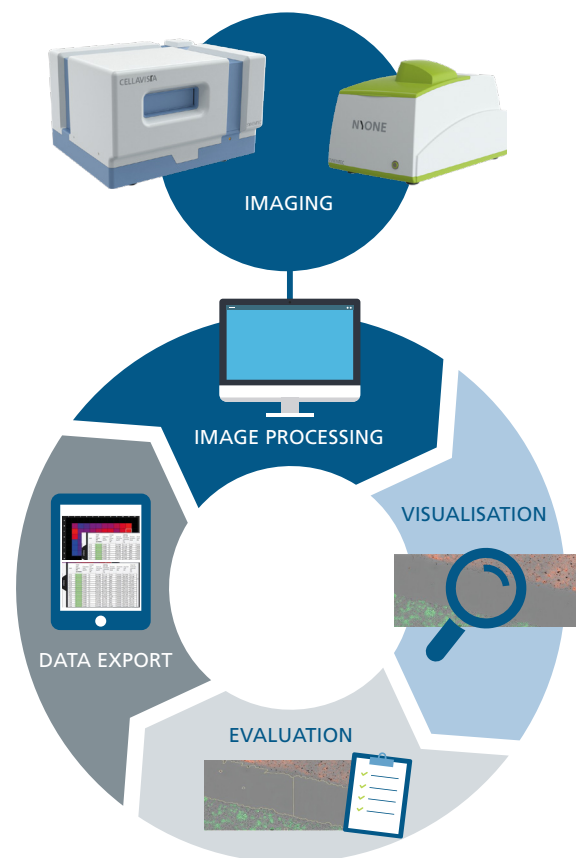 CELLAVISTA
NYONE
IMAGING
IMAGE PROCESSING
VISUALISATION
DATA EXPORT
EVALUATION